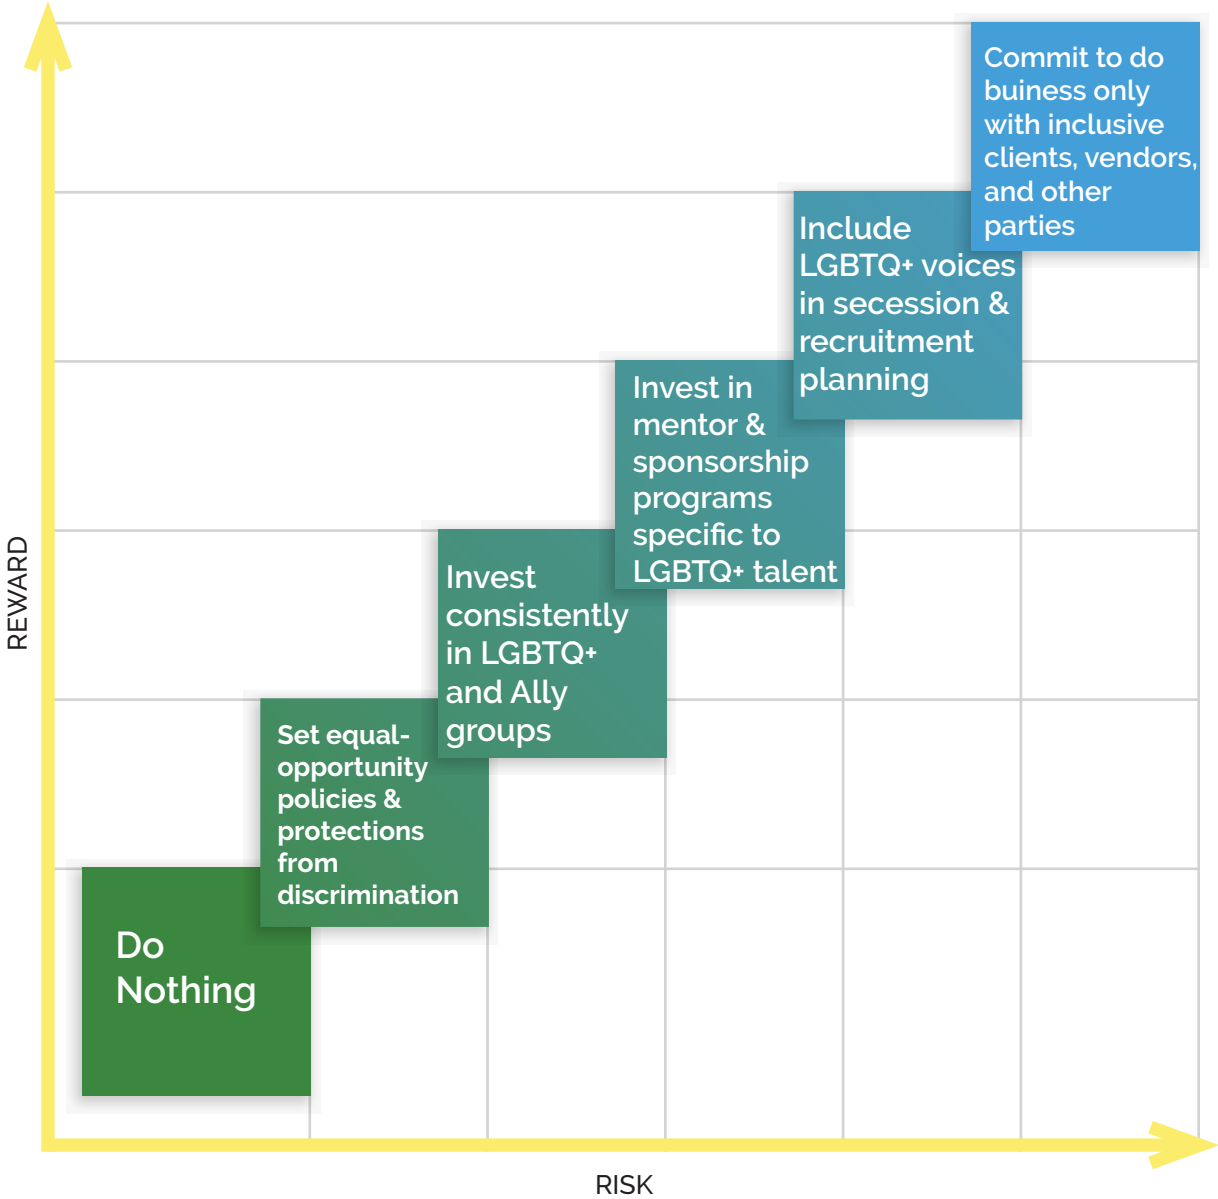 Commit to do
buiness only
with inclusive
clients, vendors,
and other
parties
Include
LGBTQ+ voices
in secession &
recruitment
planning
Invest in
mentor &
sponsorship
programs
specific to
LGBTQ+ talent
Invest
consistently
in LGBTQ+
and Ally
groups
Set equal-
opportunity
policies &
protections
from
discrimination
Do
Nothing
REWARD
RISK